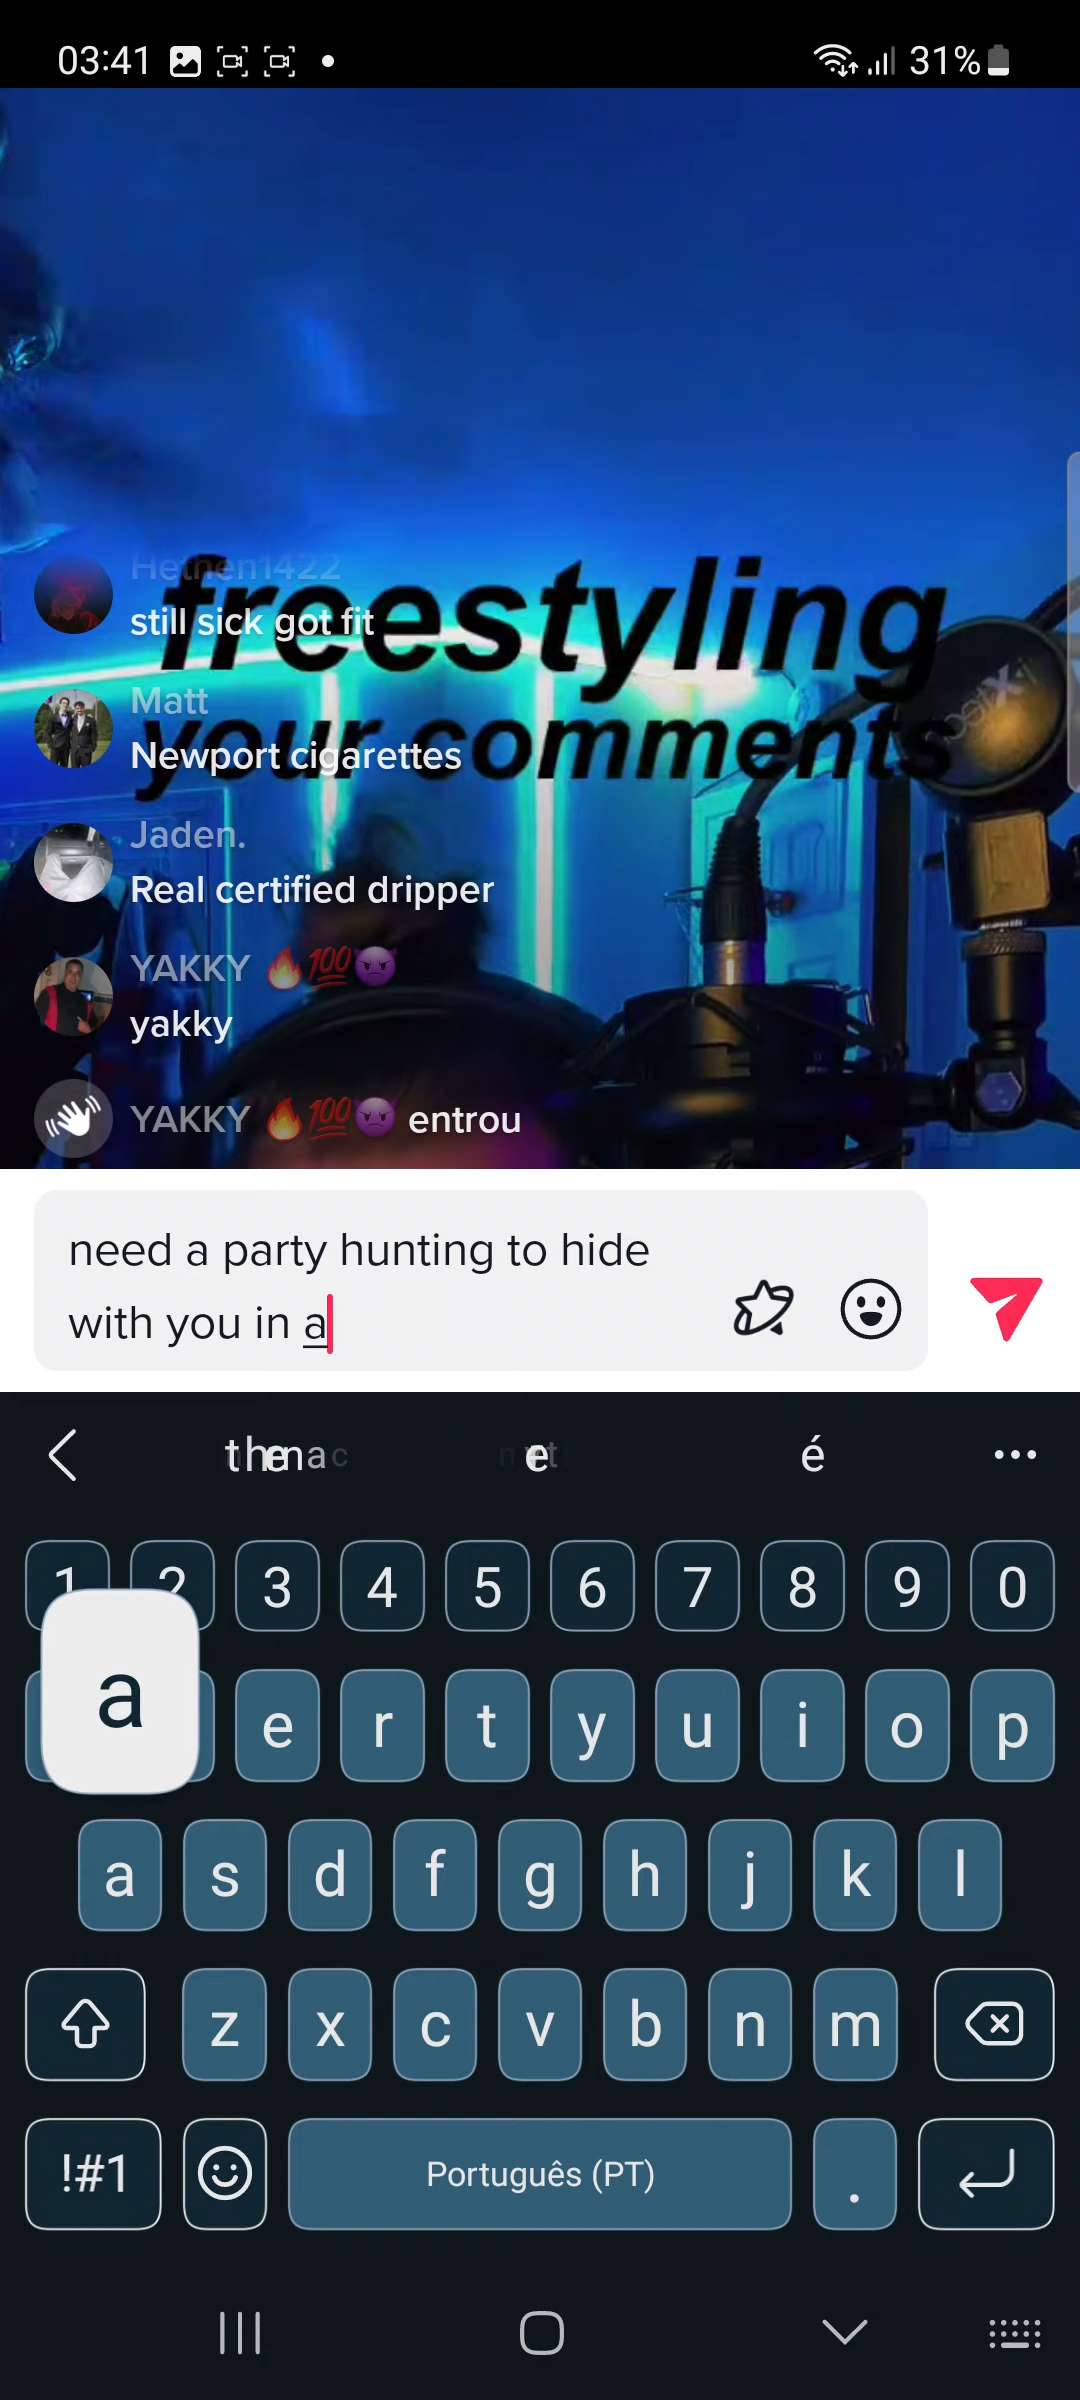 03:41
31%
freestyling
your comments
Hethen1422
still sick got fit
Matt
Newport cigarettes
Jaden.
Real certified dripper
YAKKY 🔥💯😈
yakky
YAKKY 🔥💯😈 entrou
need a party hunting to hide
with you in a
é
1 2 3 4 5 6 7 8 9 0
a
e r t y u i o p
a s d f g h j k l
z x c v b n m
!#1 Português (PT) .